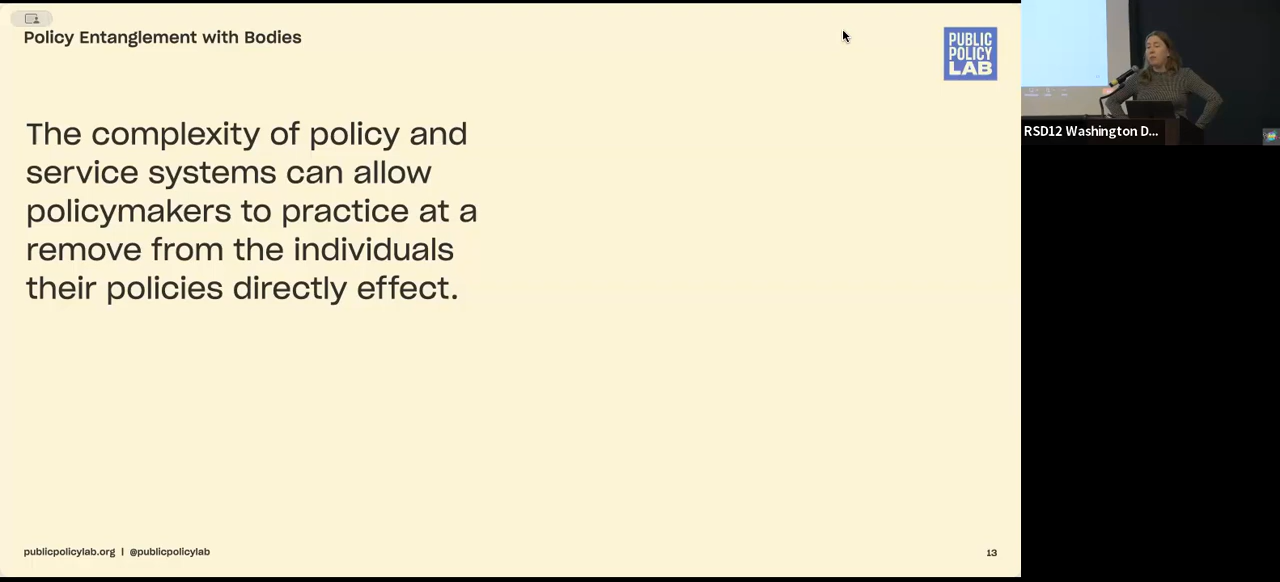 Policy Entanglement with Bodies
PUBLIC
POLICY
LAB
The complexity of policy and
service systems can allow
policymakers to practice at a
remove from the individuals
their policies directly effect.
publicpolicylab.org | @publicpolicylab
13
RSD12 Washington D...